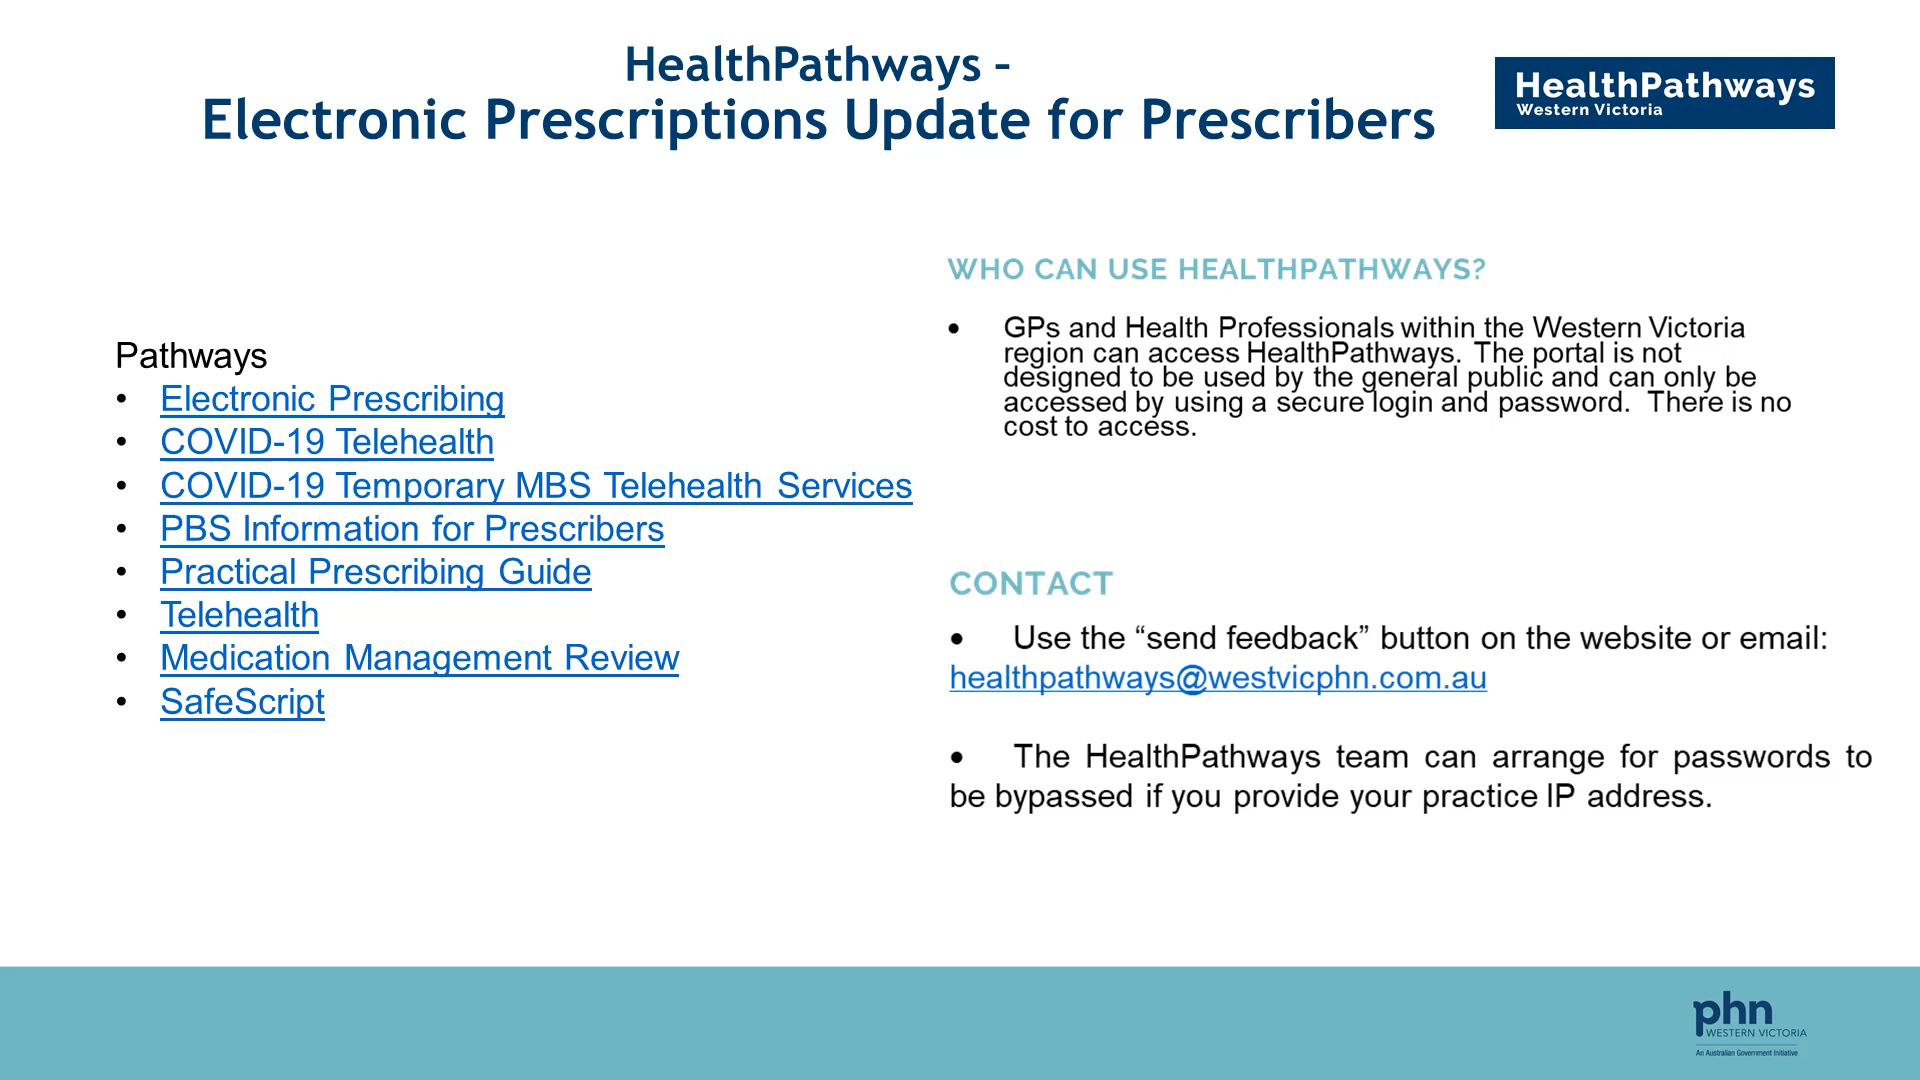 HealthPathways –
Electronic Prescriptions Update for Prescribers
HealthPathways
Western Victoria
Pathways
• Electronic Prescribing
• COVID-19 Telehealth
• COVID-19 Temporary MBS Telehealth Services
• PBS Information for Prescribers
• Practical Prescribing Guide
• Telehealth
• Medication Management Review
• SafeScript
WHO CAN USE HEALTHPATHWAYS?
• GPs and Health Professionals within the Western Victoria
region can access HealthPathways. The portal is not
designed to be used by the general public and can only be
accessed by using a secure login and password. There is no
cost to access.
CONTACT
• Use the “send feedback” button on the website or email:
healthpathways@westvicphn.com.au
• The HealthPathways team can arrange for passwords to
be bypassed if you provide your practice IP address.
phn
WESTERN VICTORIA
An Australian Government Initiative